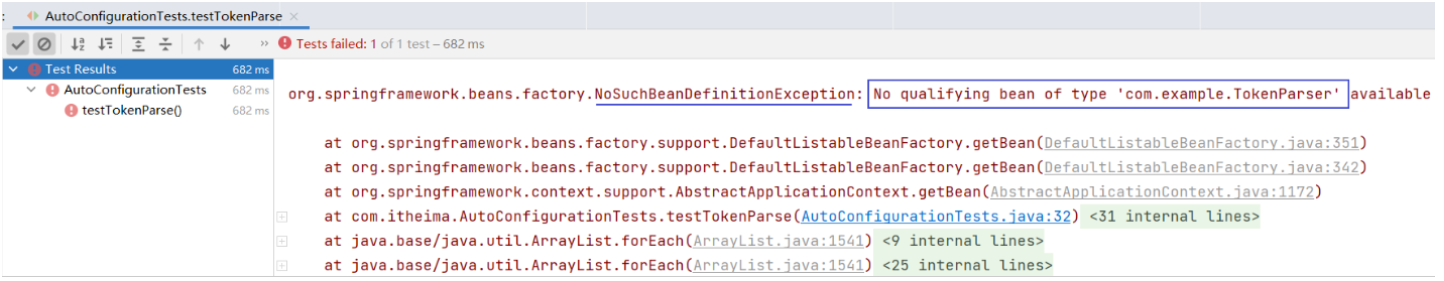 : AutoConfigurationTests.testTokenParse ×
» Tests failed: 1 of 1 test – 682 ms
Test Results 682 ms
AutoConfigurationTests 682 ms
testTokenParse() 682 ms
org.springframework.beans.factory.NoSuchBeanDefinitionException: No qualifying bean of type 'com.example.TokenParser' available
at org.springframework.beans.factory.support.DefaultListableBeanFactory.getBean(DefaultListableBeanFactory.java:351)
at org.springframework.beans.factory.support.DefaultListableBeanFactory.getBean(DefaultListableBeanFactory.java:342)
at org.springframework.context.support.AbstractApplicationContext.getBean(AbstractApplicationContext.java:1172)
at com.itheima.AutoConfigurationTests.testTokenParse(AutoConfigurationTests.java:32) <31 internal lines>
at java.base/java.util.ArrayList.forEach(ArrayList.java:1541) <9 internal lines>
at java.base/java.util.ArrayList.forEach(ArrayList.java:1541) <25 internal lines>